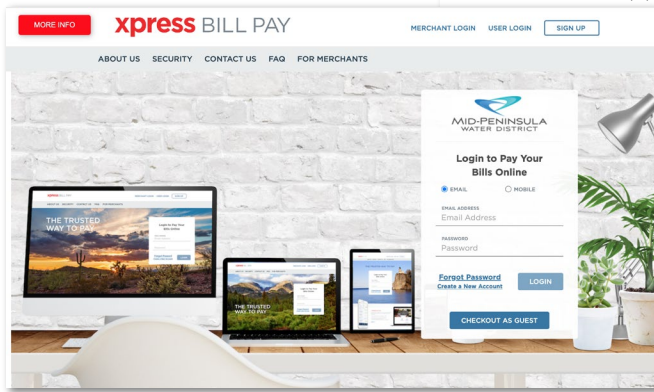 MORE INFO
xpress BILL PAY
MERCHANT LOGIN USER LOGIN SIGN UP
ABOUT US SECURITY CONTACT US FAQ FOR MERCHANTS
MID-PENINSULA
WATER DISTRICT
Login to Pay Your
Bills Online
EMAIL MOBILE
EMAIL ADDRESS
Email Address
PASSWORD
Password
Forgot Password
Create a New Account
LOGIN
CHECKOUT AS GUEST
THE TRUSTED
WAY TO PAY
THE TRUSTED
WAY TO PAY